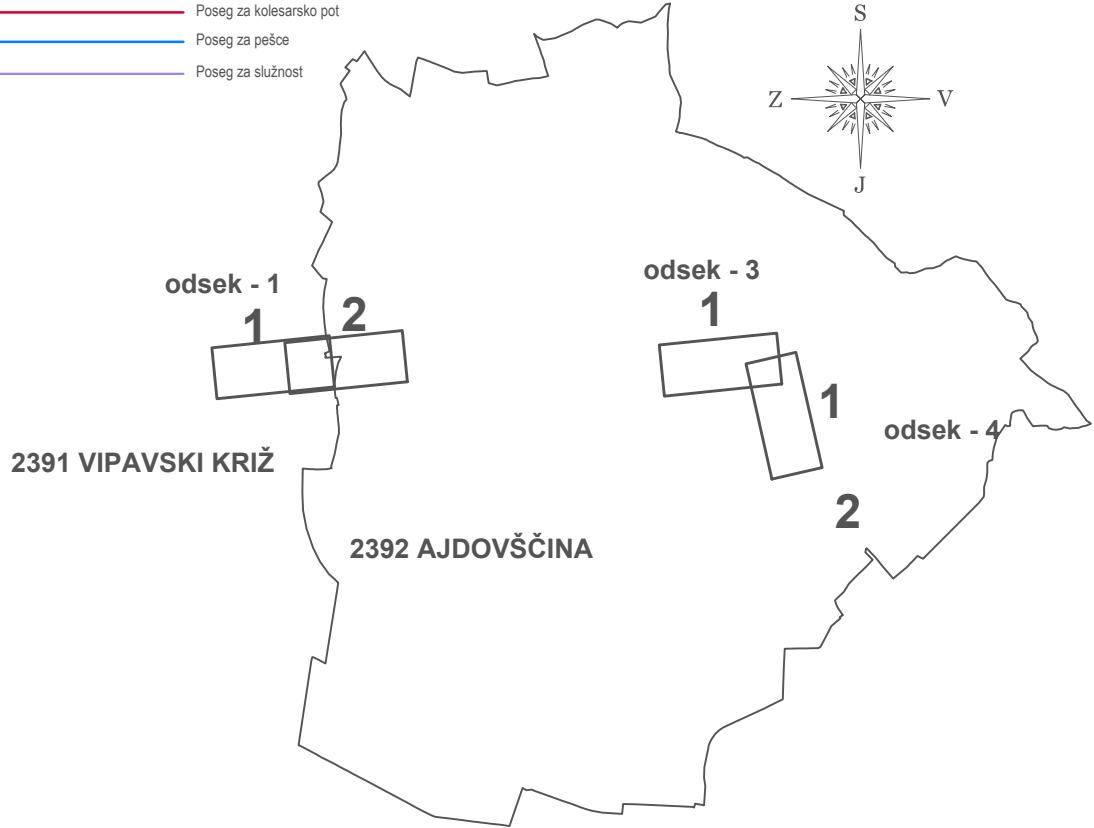 Poseg za kolesarsko pot
Poseg za pešce
Poseg za služnost
S
Z
V
J
odsek - 1
1
2
odsek - 3
1
1
odsek - 4
2
2391 VIPAVSKI KRIŽ
2392 AJDOVŠČINA